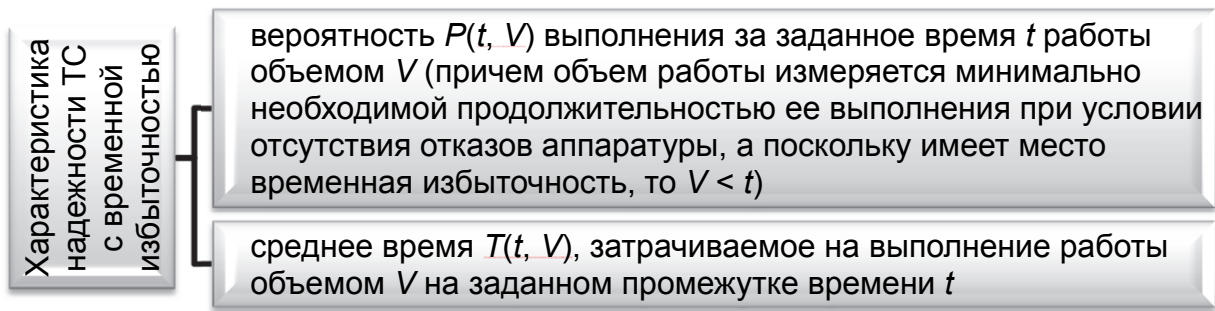 Характеристика
надежности ТС
с временной
избыточностью
вероятность P(t, V) выполнения за заданное время t работы
объемом V (причем объем работы измеряется минимально
необходимой продолжительностью ее выполнения при условии
отсутствия отказов аппаратуры, а поскольку имеет место
временная избыточность, то V < t)
среднее время T(t, V), затрачиваемое на выполнение работы
объемом V на заданном промежутке времени t